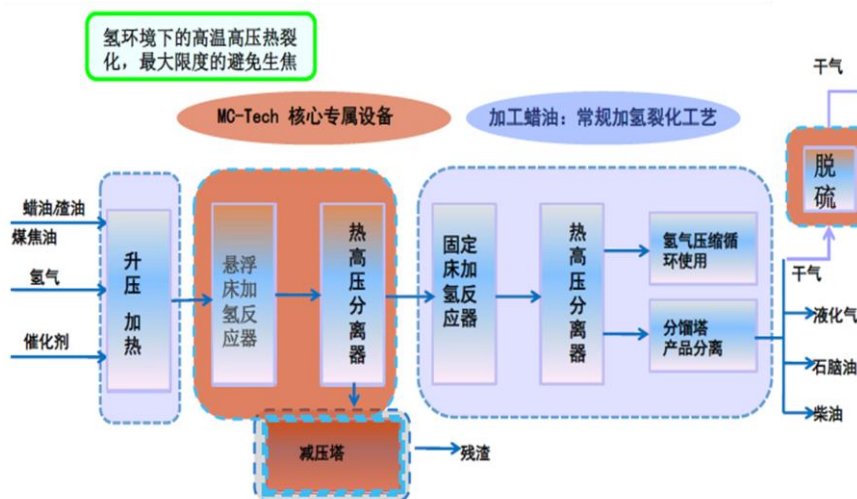 氢环境下的高温高压热裂
化，最大限度的避免生焦
MC-Tech 核心专属设备
加工蜡油：常规加氢裂化工艺
干气
脱
硫
蜡油/渣油
煤焦油
氢气
催化剂
升
压
加
热
悬浮
床加
氢反
应器
热
高
压
分
离
器
固定
床加
氢反
应器
热
高
压
分
离
器
氢气压缩循
环使用
分馏塔
产品分离
干气
液化气
石脑油
柴油
减压塔
残渣